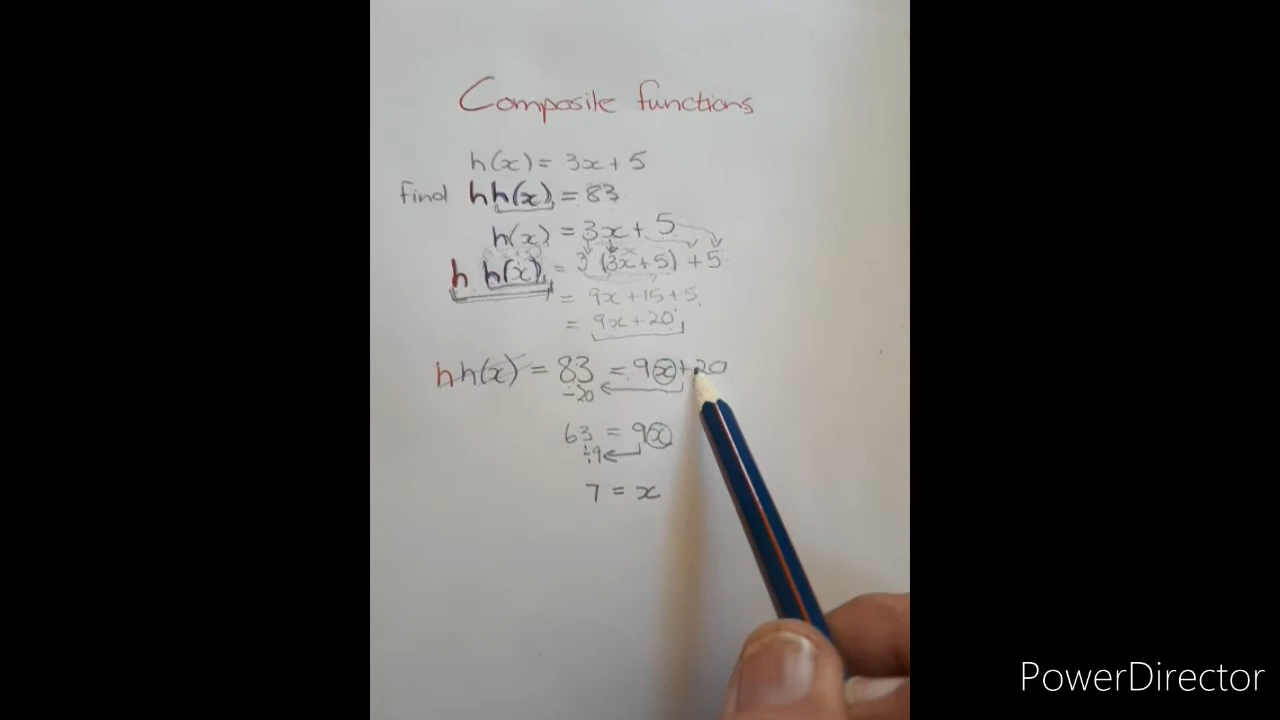 Composite functions
h(x) = 3x + 5
find hh(x) = 83
h(x) = 3x + 5
h h(x) = 3 (3x + 5) + 5
= 9x + 15 + 5
= 9x + 20
hh(x) = 83 = 9x + 20
-20
63 = 9x
÷9
7 = x
PowerDirector